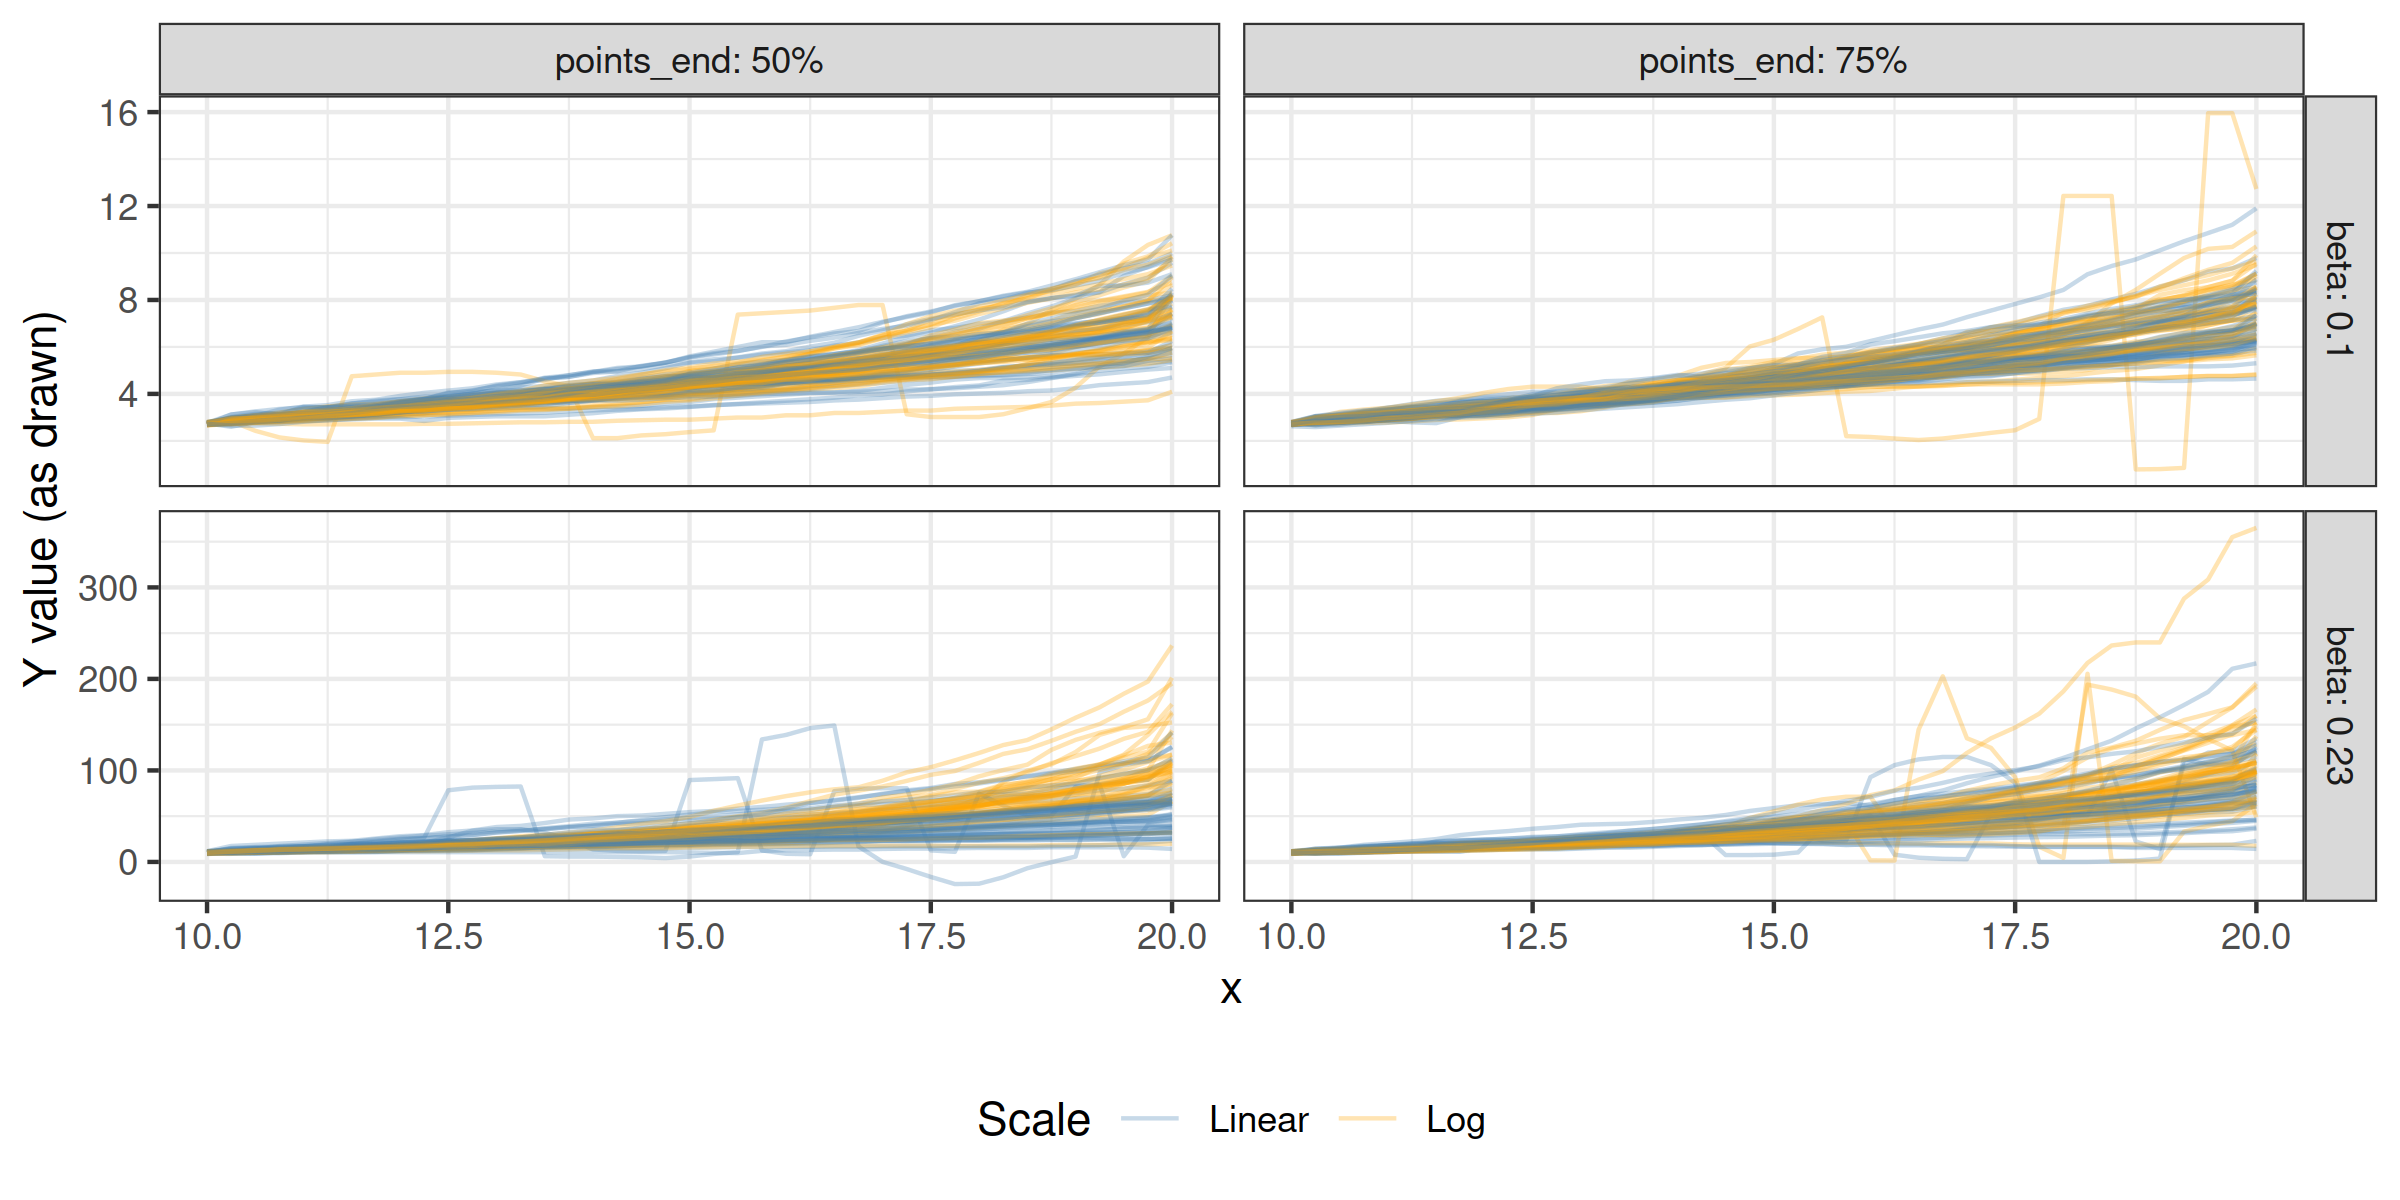 points_end: 50%
points_end: 75%
16
12
8
4
beta: 0.1
300
200
100
0
beta: 0.23
10.0 12.5 15.0 17.5 20.0
10.0 12.5 15.0 17.5 20.0
Y value (as drawn)
x
Scale Linear Log